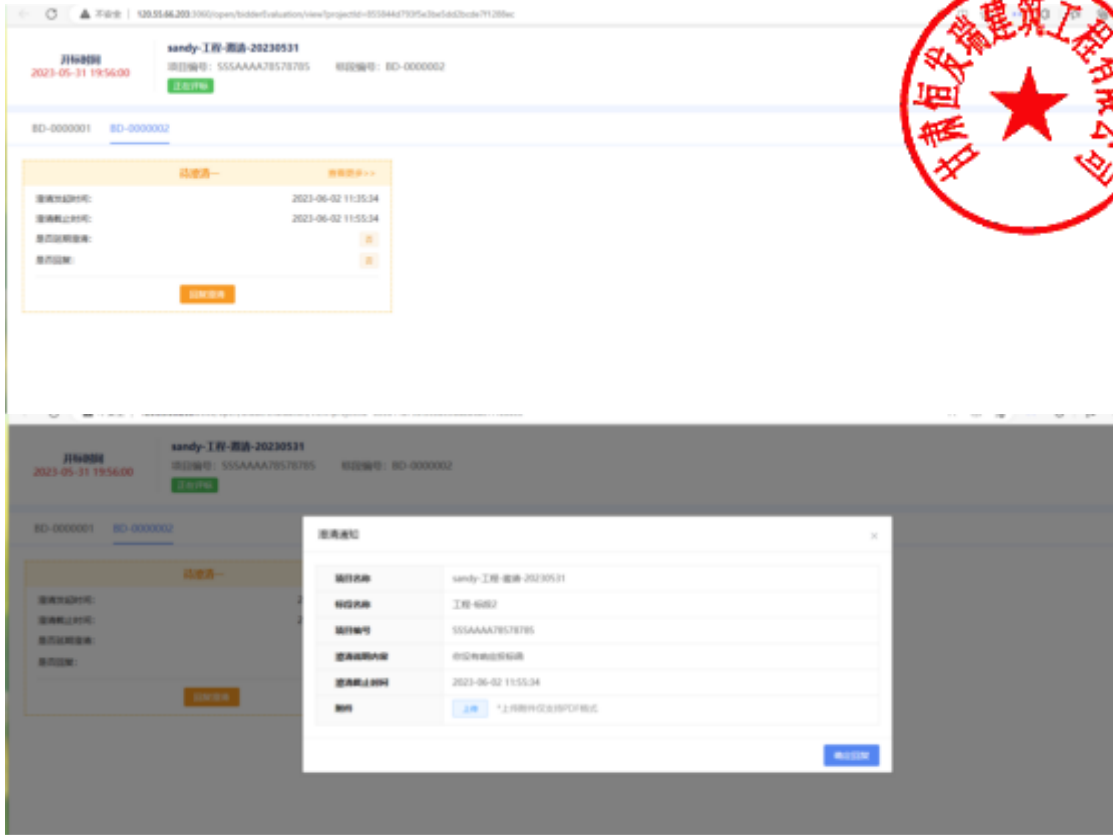 不安全 120.55.66.203:3060/open/bidderEvaluation/view?projectId=
开标时间
2023-05-31 19:56:00
sandy-工程-邀请-20230531
项目编号：SSSAAAA78578785 标段编号：BD-0000002
正在评标
BD-0000001 BD-0000002
待澄清一 查看更多>>
澄清发起时间： 2023-06-02 11:35:34
澄清截止时间： 2023-06-02 11:55:34
是否延期澄清： 否
是否回复： 否
回复澄清
甘肃恒发瑞建筑工程有限公司
开标时间
2023-05-31 19:56:00
sandy-工程-邀请-20230531
项目编号：SSSAAAA78578785 标段编号：BD-0000002
正在评标
BD-0000001 BD-0000002
待澄清一
澄清发起时间：
澄清截止时间：
是否延期澄清：
是否回复：
回复澄清
澄清通知 ×
项目名称 sandy-工程-邀请-20230531
标段名称 工程-标段2
项目编号 SSSAAAA78578785
澄清说明内容
澄清截止时间 2023-06-02 11:55:34
附件 上传 *上传附件仅支持PDF格式
确定回复